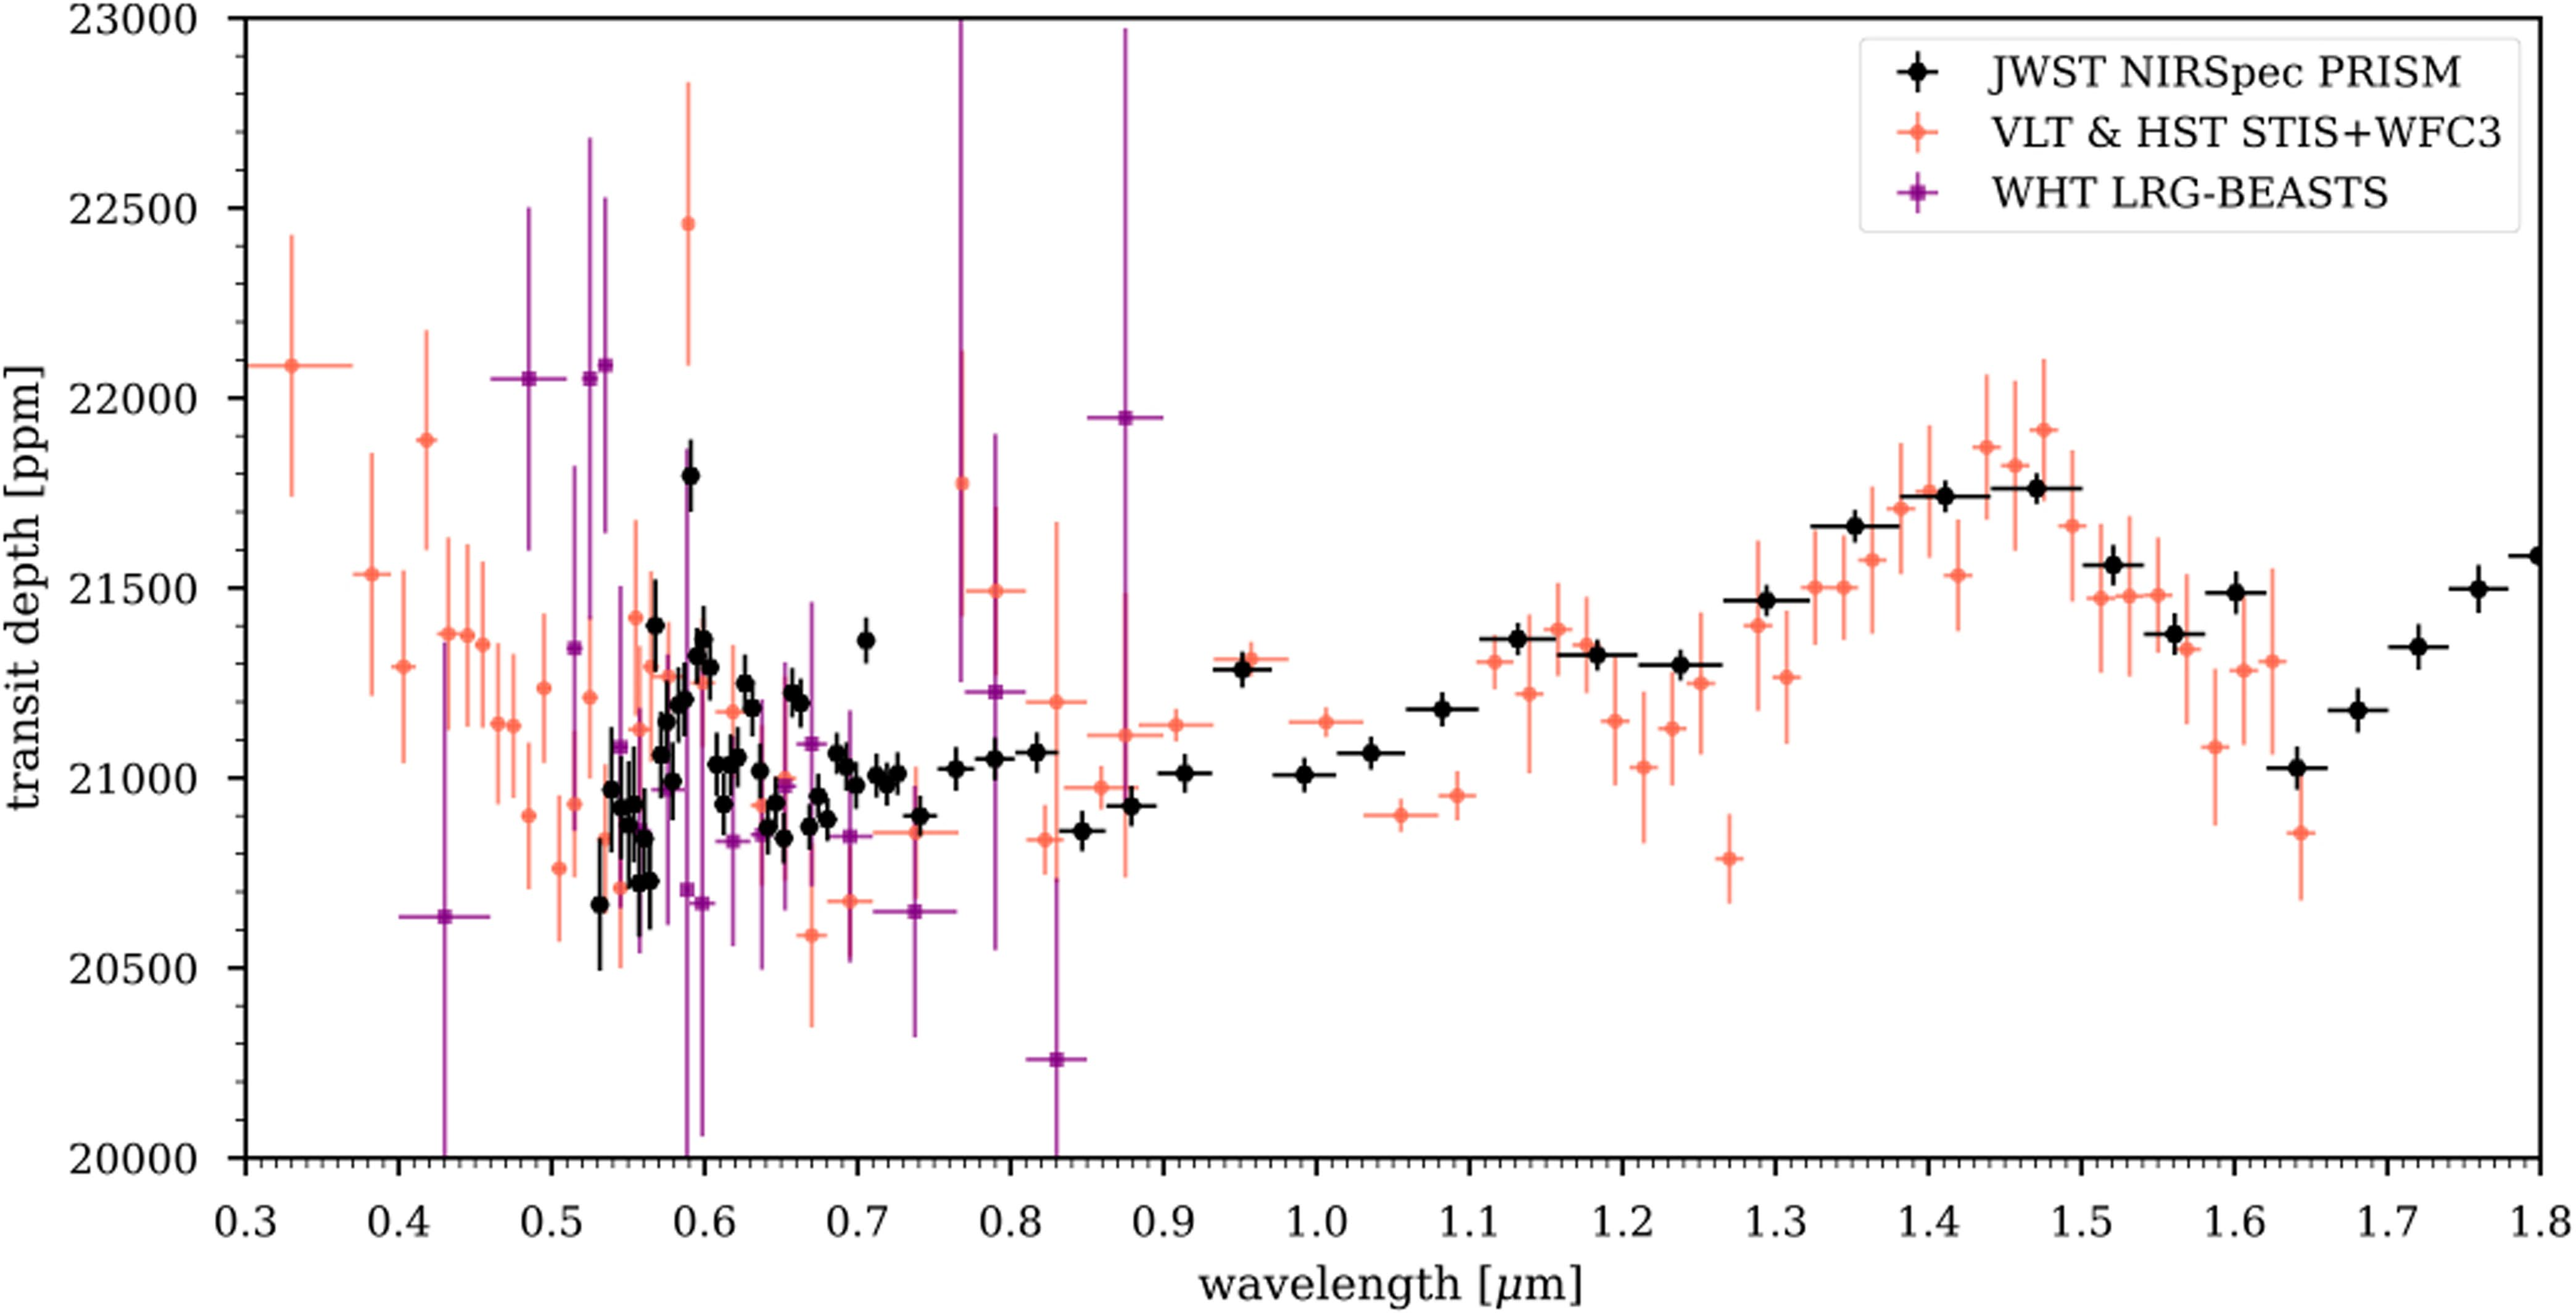 23000
22500
22000
21500
21000
20500
20000
transit depth [ppm]
JWST NIRSpec PRISM
VLT & HST STIS+WFC3
WHT LRG-BEASTS
0.3 0.4 0.5 0.6 0.7 0.8 0.9 1.0 1.1 1.2 1.3 1.4 1.5 1.6 1.7 1.8
wavelength [μm]